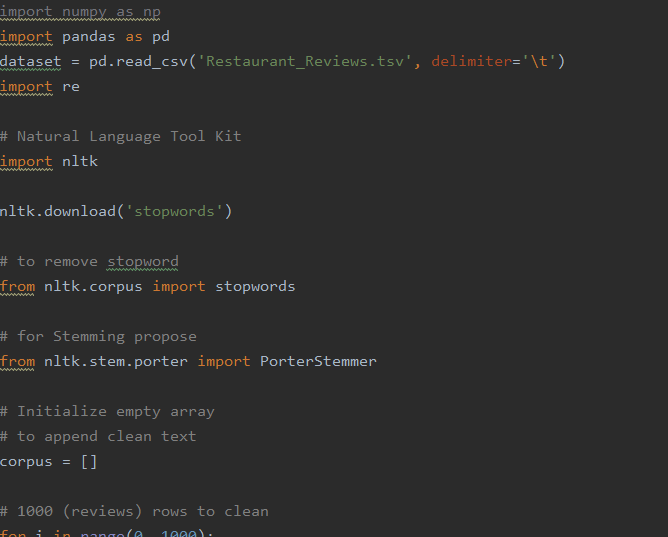 import numpy as np
import pandas as pd
dataset = pd.read_csv('Restaurant_Reviews.tsv', delimiter='\t')
import re
# Natural Language Tool Kit
import nltk
nltk.download('stopwords')
# to remove stopword
from nltk.corpus import stopwords
# for Stemming propose
from nltk.stem.porter import PorterStemmer
# Initialize empty array
# to append clean text
corpus = []
# 1000 (reviews) rows to clean
for i in range(0, 1000):